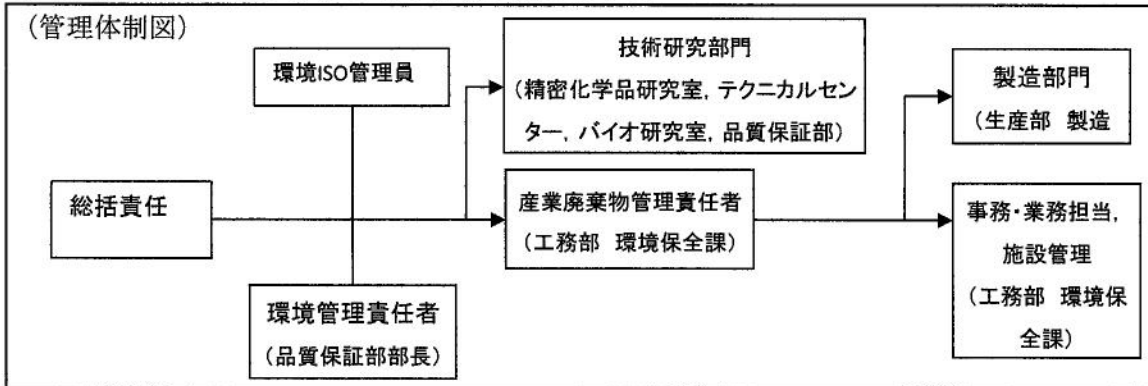 (管理体制図)
環境ISO管理員
技術研究部門
(精密化学品研究室,テクニカルセン
ター,バイオ研究室,品質保証部)
製造部門
(生産部 製造
総括責任
産業廃棄物管理責任者
(工務部 環境保全課)
事務・業務担当,
施設管理
(工務部 環境保
全課)
環境管理責任者
(品質保証部部長)